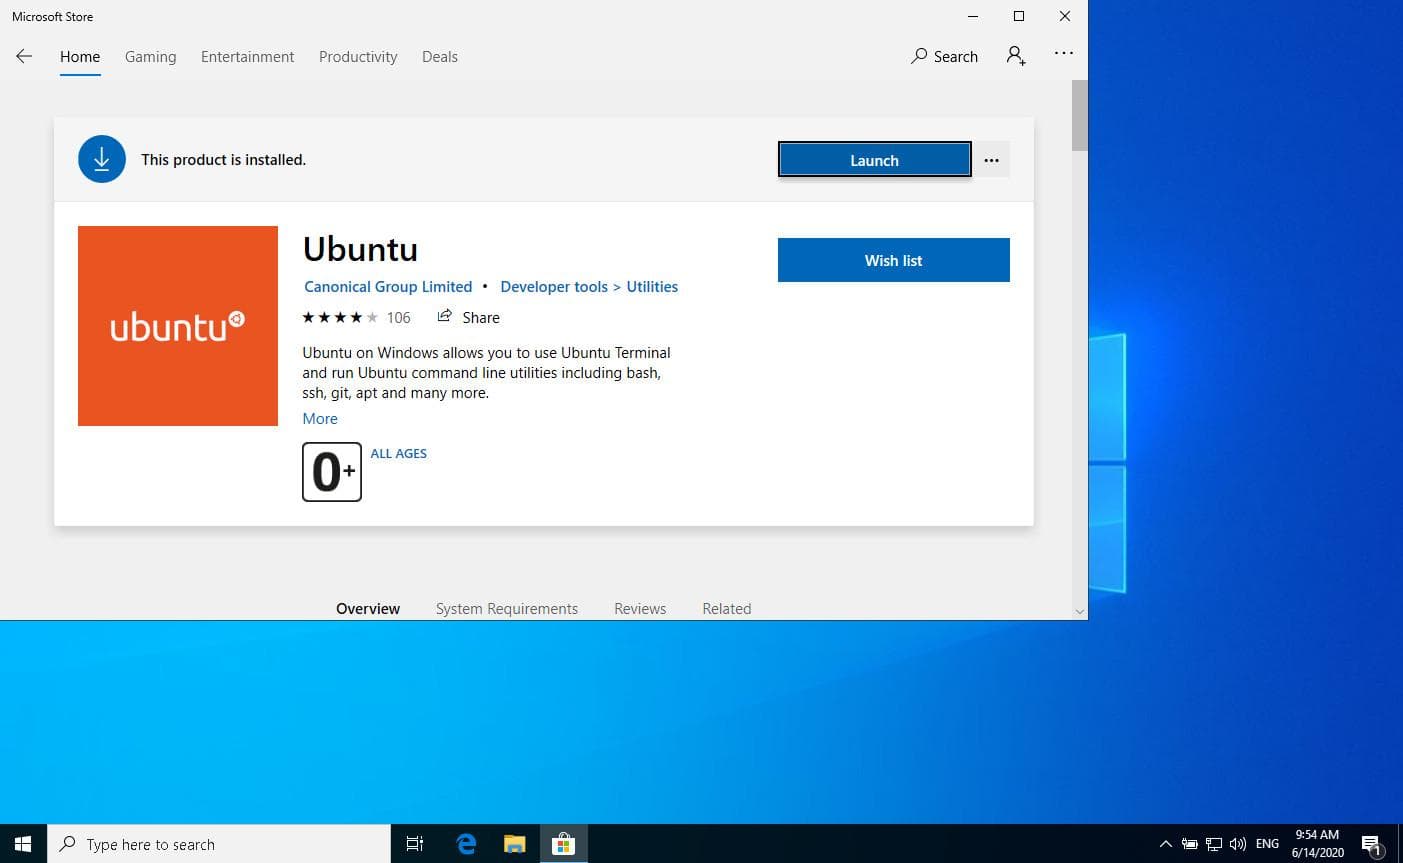 Microsoft Store
Home Gaming Entertainment Productivity Deals Search
This product is installed. Launch
ubuntu
Ubuntu
Wish list
Canonical Group Limited • Developer tools > Utilities
106 Share
Ubuntu on Windows allows you to use Ubuntu Terminal
and run Ubuntu command line utilities including bash,
ssh, git, apt and many more.
More
0+ ALL AGES
Overview System Requirements Reviews Related
Type here to search
ENG
9:54 AM
6/14/2020
1